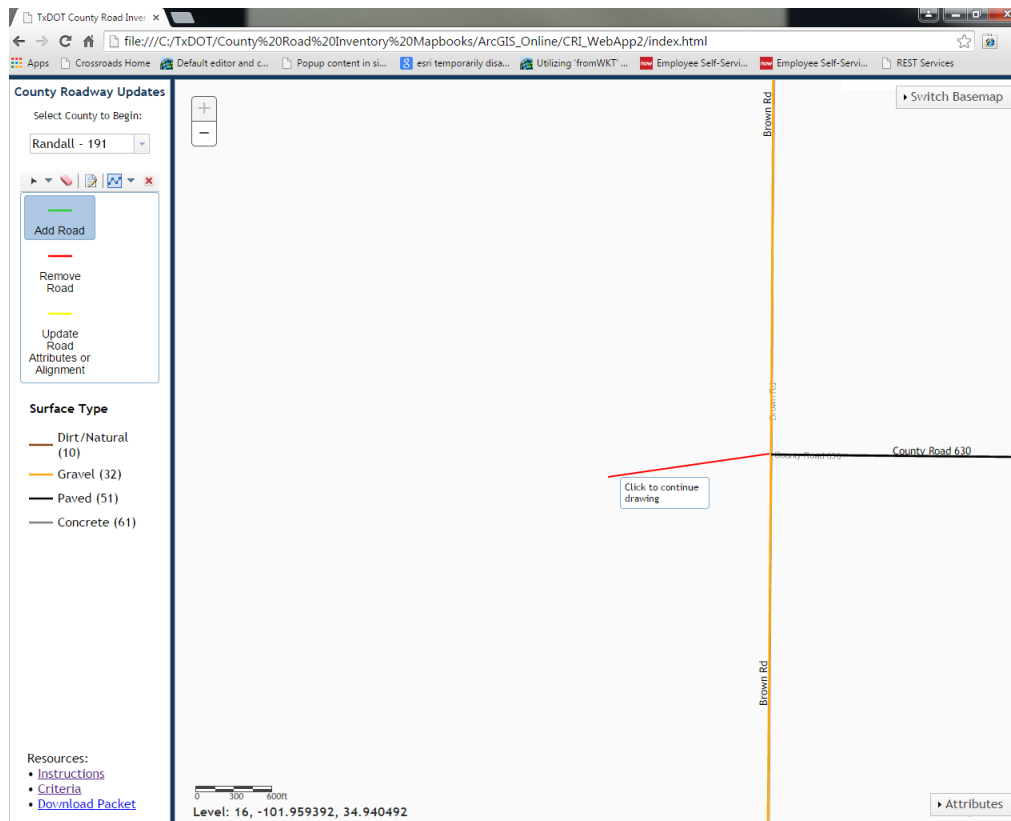 TxDOT County Road Inver
file:///C:/TxDOT/County%20Road%20Inventory%20Mapbooks/ArcGIS_Online/CRI_WebApp2/index.html
Apps
Crossroads Home
Default editor and c...
Popup content in si...
esri temporarily disa...
Utilizing 'fromWKT' ...
Employee Self-Servi...
Employee Self-Servi...
REST Services
County Roadway Updates
Select County to Begin:
Randall - 191
Add Road
Remove
Road
Update
Road
Attributes or
Alignment
Surface Type
Dirt/Natural
(10)
Gravel (32)
Paved (51)
Concrete (61)
Resources:
• Instructions
• Criteria
• Download Packet
+
−
Switch Basemap
Brown Rd
Brown Rd
County Road 630
County Road 630
Click to continue
drawing
Brown Rd
0 300 600ft
Level: 16, -101.959392, 34.940492
Attributes